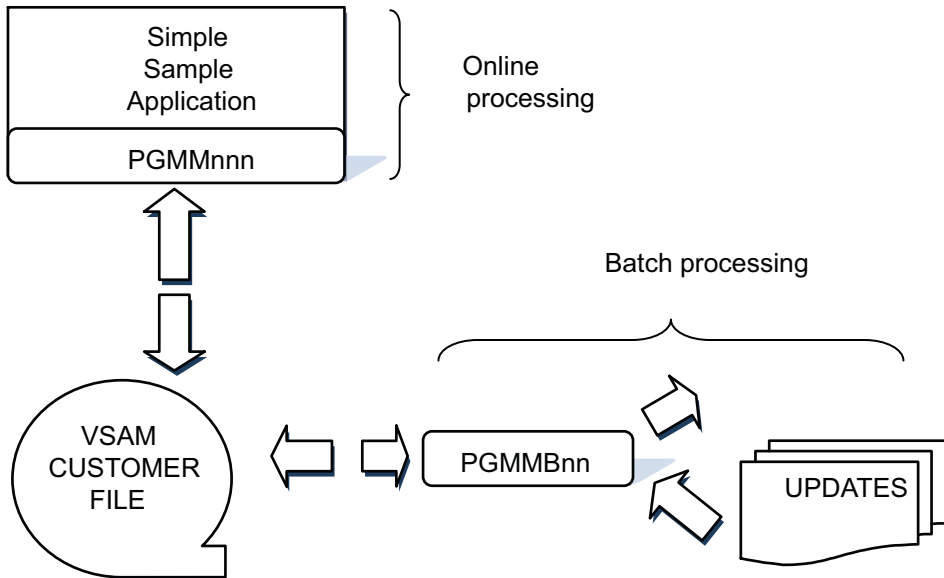 Simple
Sample
Application
PGMMnnn
Online
processing
Batch processing
VSAM
CUSTOMER
FILE
PGMMBnn
UPDATES